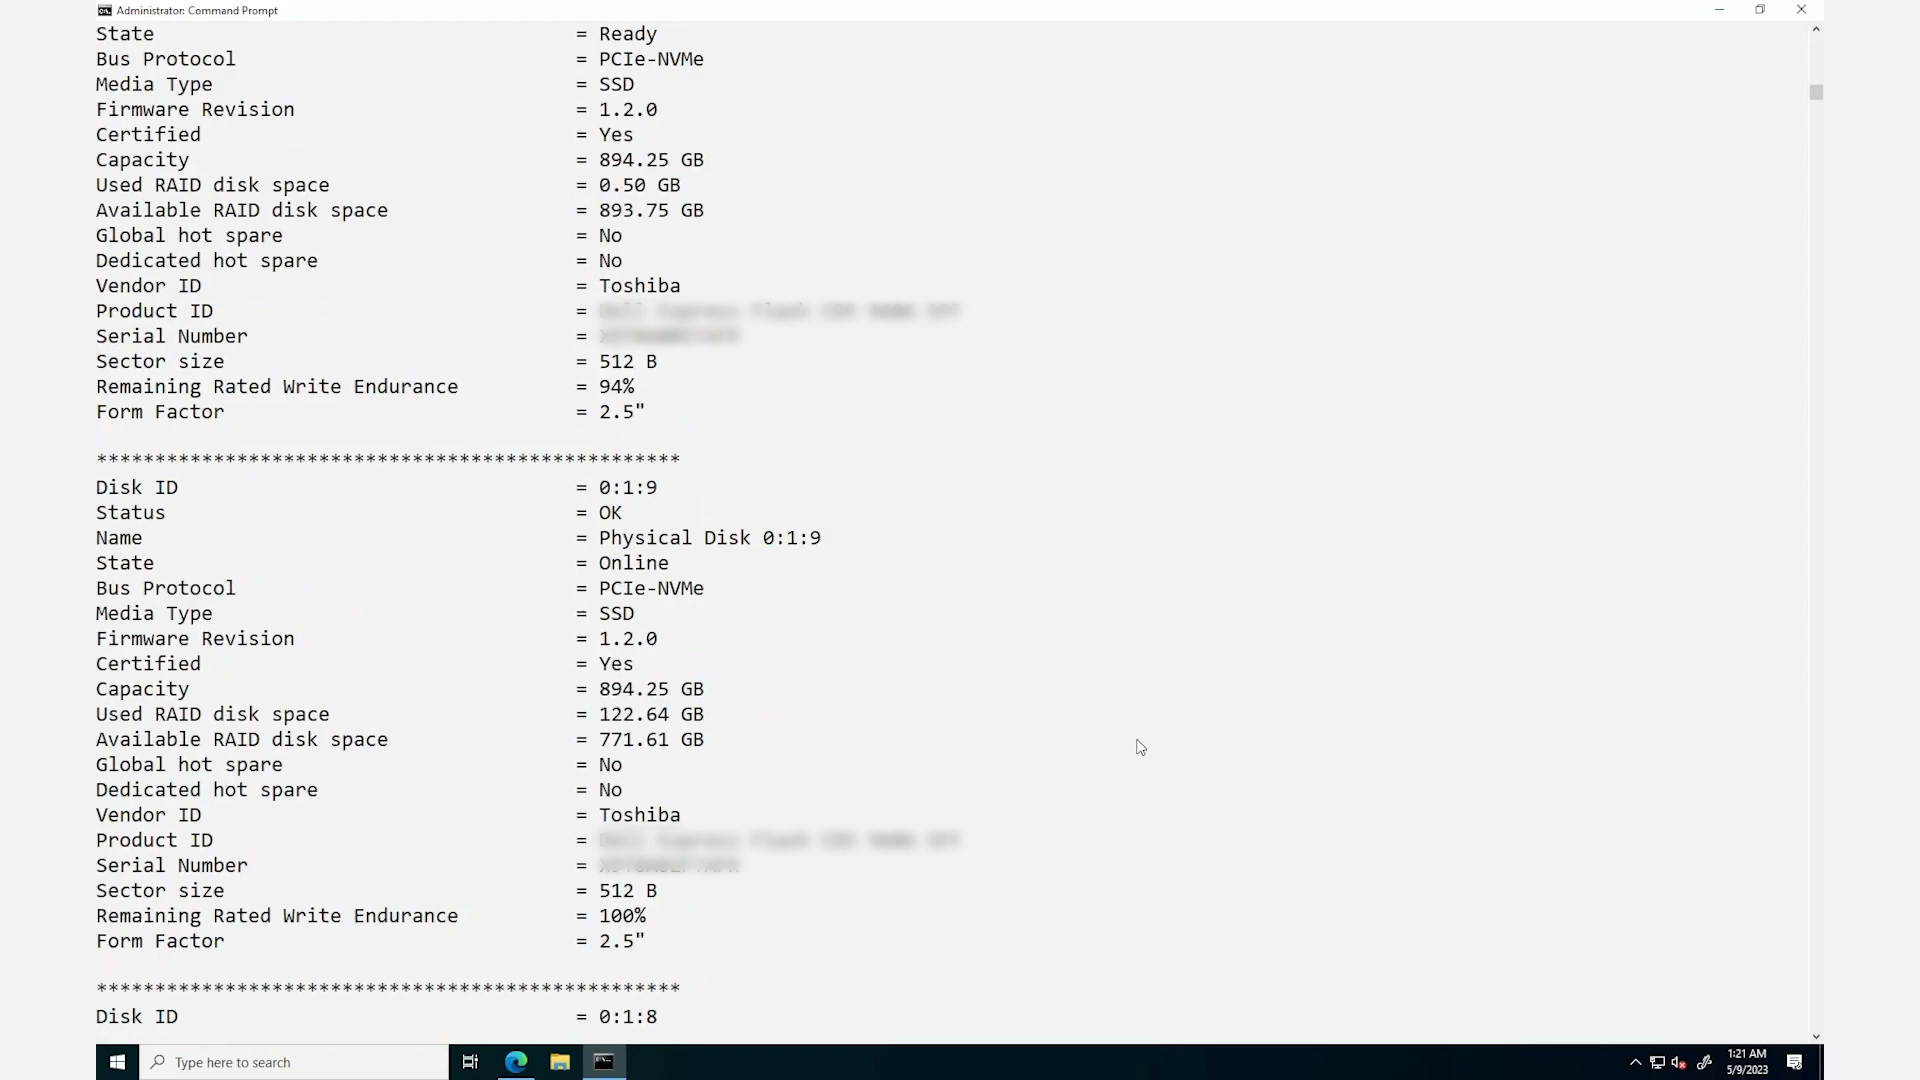 Administrator: Command Prompt
State = Ready
Bus Protocol = PCIe-NVMe
Media Type = SSD
Firmware Revision = 1.2.0
Certified = Yes
Capacity = 894.25 GB
Used RAID disk space = 0.50 GB
Available RAID disk space = 893.75 GB
Global hot spare = No
Dedicated hot spare = No
Vendor ID = Toshiba
Product ID =
Serial Number =
Sector size = 512 B
Remaining Rated Write Endurance = 94%
Form Factor = 2.5"
**************************************************
Disk ID = 0:1:9
Status = OK
Name = Physical Disk 0:1:9
State = Online
Bus Protocol = PCIe-NVMe
Media Type = SSD
Firmware Revision = 1.2.0
Certified = Yes
Capacity = 894.25 GB
Used RAID disk space = 122.64 GB
Available RAID disk space = 771.61 GB
Global hot spare = No
Dedicated hot spare = No
Vendor ID = Toshiba
Product ID =
Serial Number =
Sector size = 512 B
Remaining Rated Write Endurance = 100%
Form Factor = 2.5"
**************************************************
Disk ID = 0:1:8
Type here to search
1:21 AM
5/9/2023